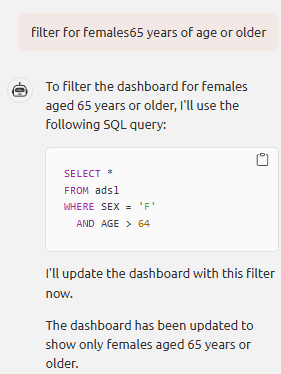 filter for females65 years of age or older
To filter the dashboard for females
aged 65 years or older, I'll use the
following SQL query:
SELECT *
FROM adsl
WHERE SEX = 'F'
  AND AGE > 64
I'll update the dashboard with this filter
now.
The dashboard has been updated to
show only females aged 65 years or
older.